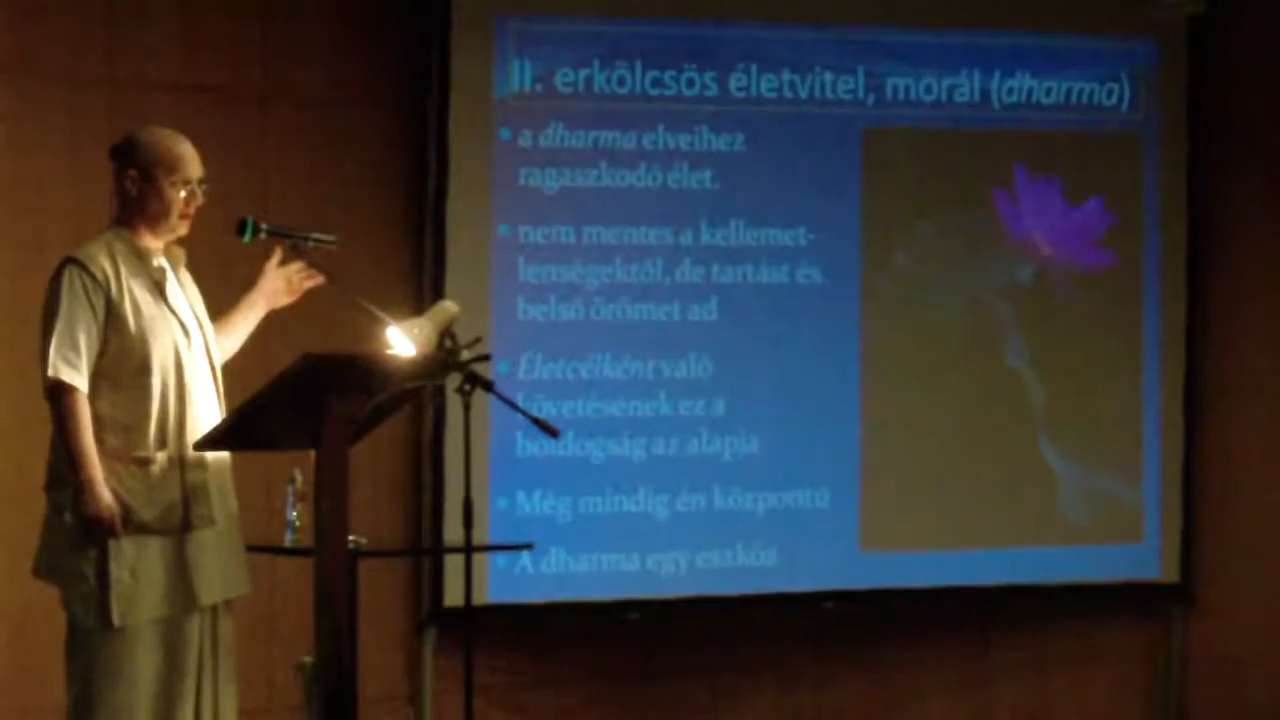 II. erkölcsös életvitel, morál (dharma)
• a dharma elveihez
ragaszkodó élet.
• nem mentes a kellemet-
lenségektől, de tartást és
belső örömet ad
• Életcélként való
követésének ez a
boldogság az alapja
• Még mindig én központú
• A dharma egy eszköz